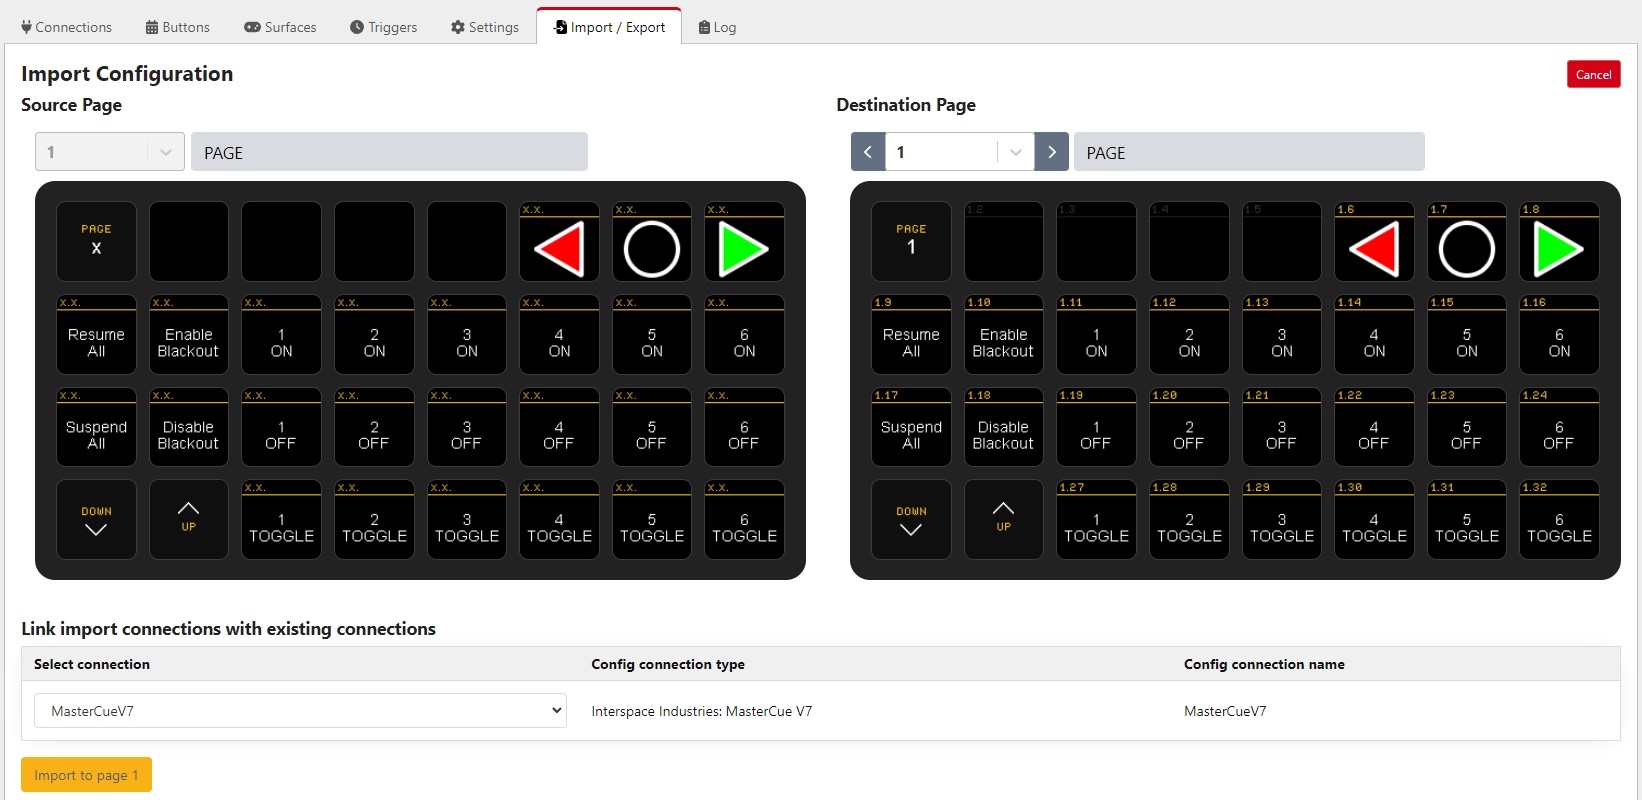 Connections Buttons Surfaces Triggers Settings Import / Export Log
Import Configuration Cancel
Source Page
1 PAGE
PAGE x x.x. x.x. x.x.
x.x. x.x. x.x. x.x. x.x. x.x. x.x. x.x.
Resume All Enable Blackout 1 ON 2 ON 3 ON 4 ON 5 ON 6 ON
x.x. x.x. x.x. x.x. x.x. x.x. x.x. x.x.
Suspend All Disable Blackout 1 OFF 2 OFF 3 OFF 4 OFF 5 OFF 6 OFF
x.x. x.x. x.x. x.x. x.x. x.x.
DOWN UP 1 TOGGLE 2 TOGGLE 3 TOGGLE 4 TOGGLE 5 TOGGLE 6 TOGGLE
Destination Page
1 PAGE
PAGE 1 1.2 1.3 1.4 1.5 1.6 1.7 1.8
1.9 1.10 1.11 1.12 1.13 1.14 1.15 1.16
Resume All Enable Blackout 1 ON 2 ON 3 ON 4 ON 5 ON 6 ON
1.17 1.18 1.19 1.20 1.21 1.22 1.23 1.24
Suspend All Disable Blackout 1 OFF 2 OFF 3 OFF 4 OFF 5 OFF 6 OFF
1.27 1.28 1.29 1.30 1.31 1.32
DOWN UP 1 TOGGLE 2 TOGGLE 3 TOGGLE 4 TOGGLE 5 TOGGLE 6 TOGGLE
Link import connections with existing connections
Select connection Config connection type Config connection name
MasterCueV7 Interspace Industries: MasterCue V7 MasterCueV7
Import to page 1